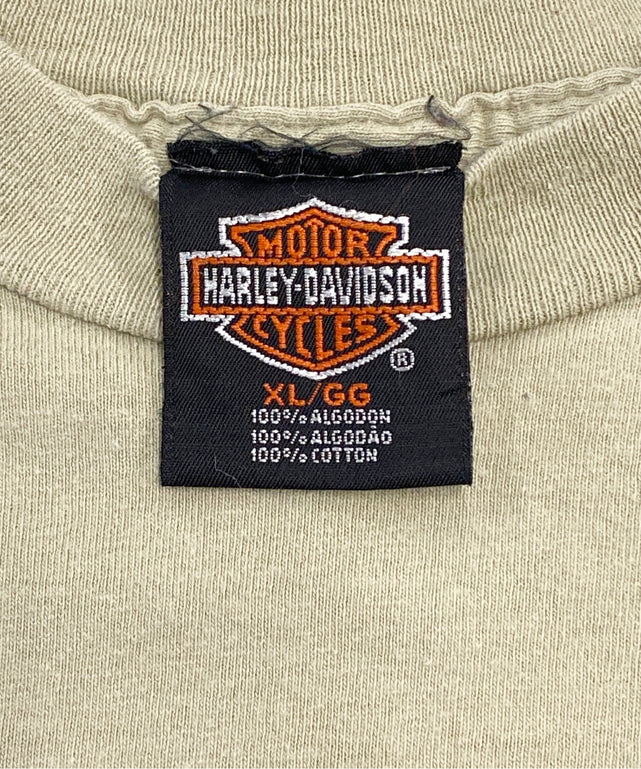 MOTOR
HARLEY-DAVIDSON
CYCLES
®
XL/GG
100% ALGODON
100% ALGODÃO
100% COTTON